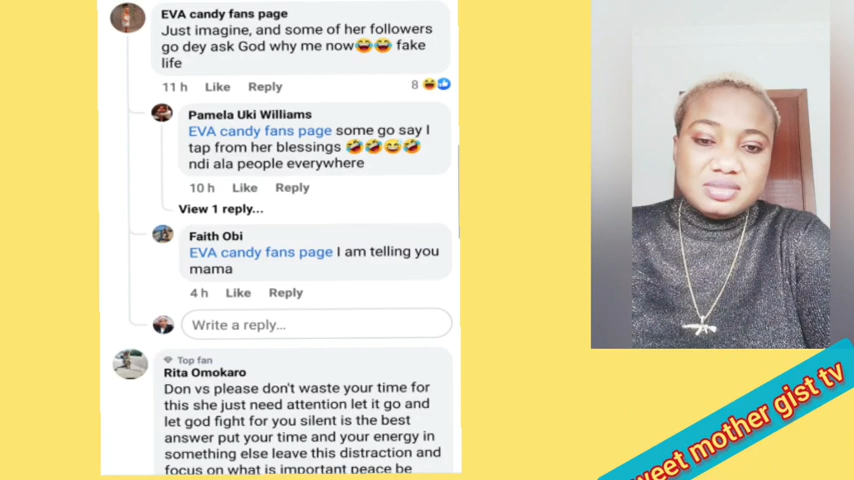 EVA candy fans page
Just imagine, and some of her followers
go dey ask God why me now😂😂 fake
life
11 h Like Reply 8
Pamela Uki Williams
EVA candy fans page some go say I
tap from her blessings 🤣🤣😂🤣
ndi ala people everywhere
10 h Like Reply
View 1 reply...
Faith Obi
EVA candy fans page I am telling you
mama
4 h Like Reply
Write a reply...
Top fan
Rita Omokaro
Don vs please don't waste your time for
this she just need attention let it go and
let god fight for you silent is the best
answer put your time and your energy in
something else leave this distraction and
focus on what is important peace be
weet mother gist tv